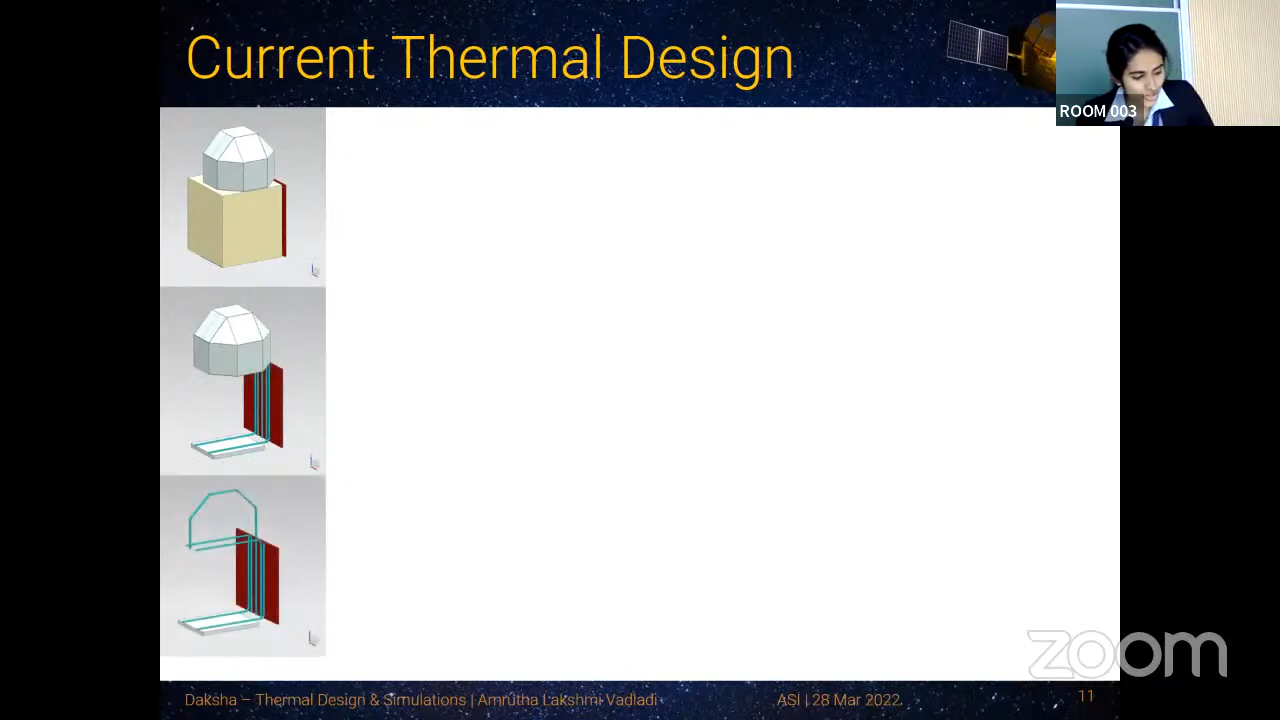 Current Thermal Design
ROOM 003
zoom
Daksha – Thermal Design & Simulations | Amrutha Lakshmi Vadladi
ASI | 28 Mar 2022
11